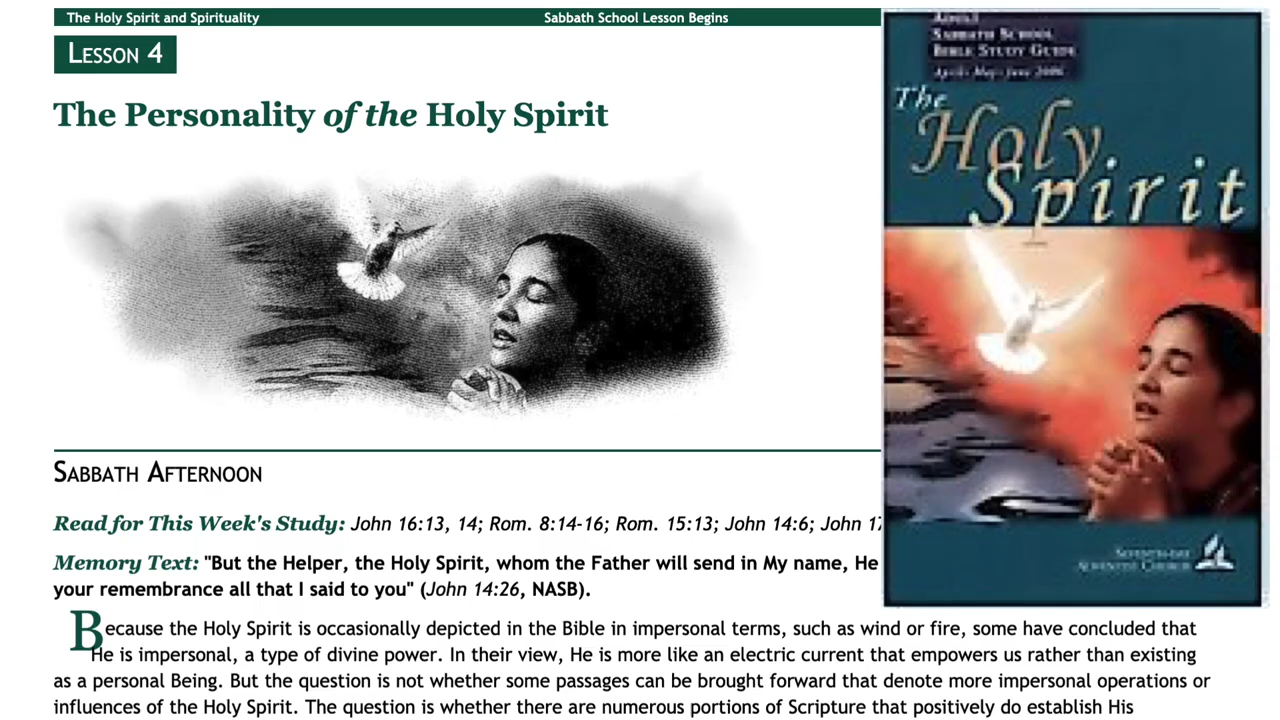 The Holy Spirit and Spirituality
Sabbath School Lesson Begins
LESSON 4
The Personality of the Holy Spirit
SABBATH AFTERNOON
Read for This Week's Study: John 16:13, 14; Rom. 8:14-16; Rom. 15:13; John 14:6; John 17
Memory Text: "But the Helper, the Holy Spirit, whom the Father will send in My name, He
your remembrance all that I said to you" (John 14:26, NASB).
Because the Holy Spirit is occasionally depicted in the Bible in impersonal terms, such as wind or fire, some have concluded that
He is impersonal, a type of divine power. In their view, He is more like an electric current that empowers us rather than existing
as a personal Being. But the question is not whether some passages can be brought forward that denote more impersonal operations or
influences of the Holy Spirit. The question is whether there are numerous portions of Scripture that positively do establish His
ADULT
SABBATH SCHOOL
BIBLE STUDY GUIDE
April May June 2006
The
Holy
Spirit
SEVENTH-DAY
ADVENTIST CHURCH